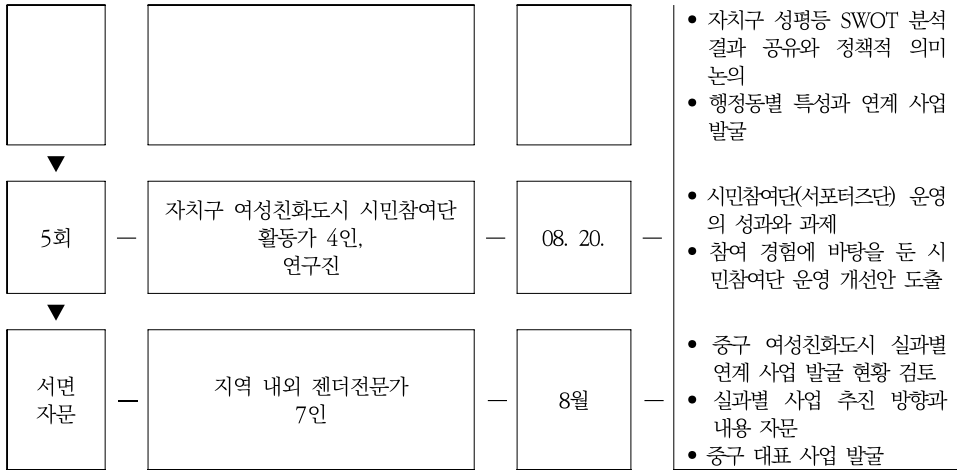 • 자치구 성평등 SWOT 분석
결과 공유와 정책적 의미
논의
• 행정동별 특성과 연계 사업
발굴
▼
5회
—
자치구 여성친화도시 시민참여단
활동가 4인,
연구진
—
08. 20.
—
• 시민참여단(서포터즈단) 운영
의 성과와 과제
• 참여 경험에 바탕을 둔 시
민참여단 운영 개선안 도출
▼
서면
자문
—
지역 내외 젠더전문가
7인
—
8월
—
• 중구 여성친화도시 실과별
연계 사업 발굴 현황 검토
• 실과별 사업 추진 방향과
내용 자문
• 중구 대표 사업 발굴